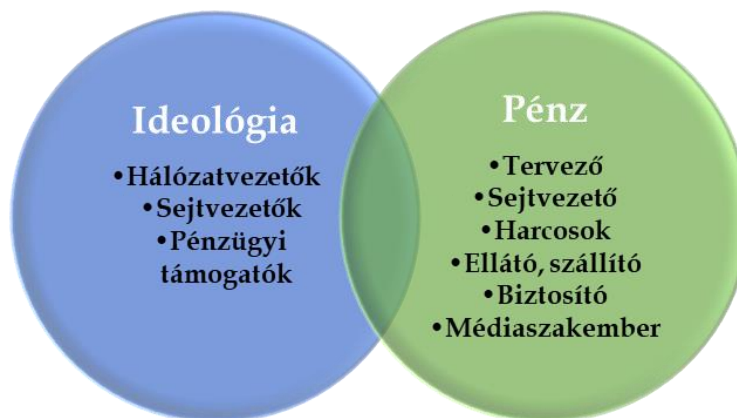 Ideológia
•Hálózatvezetők
•Sejtvezetők
•Pénzügyi
támogatók
Pénz
•Tervező
•Sejtvezető
•Harcosok
•Ellátó, szállító
•Biztosító
•Médiaszakember